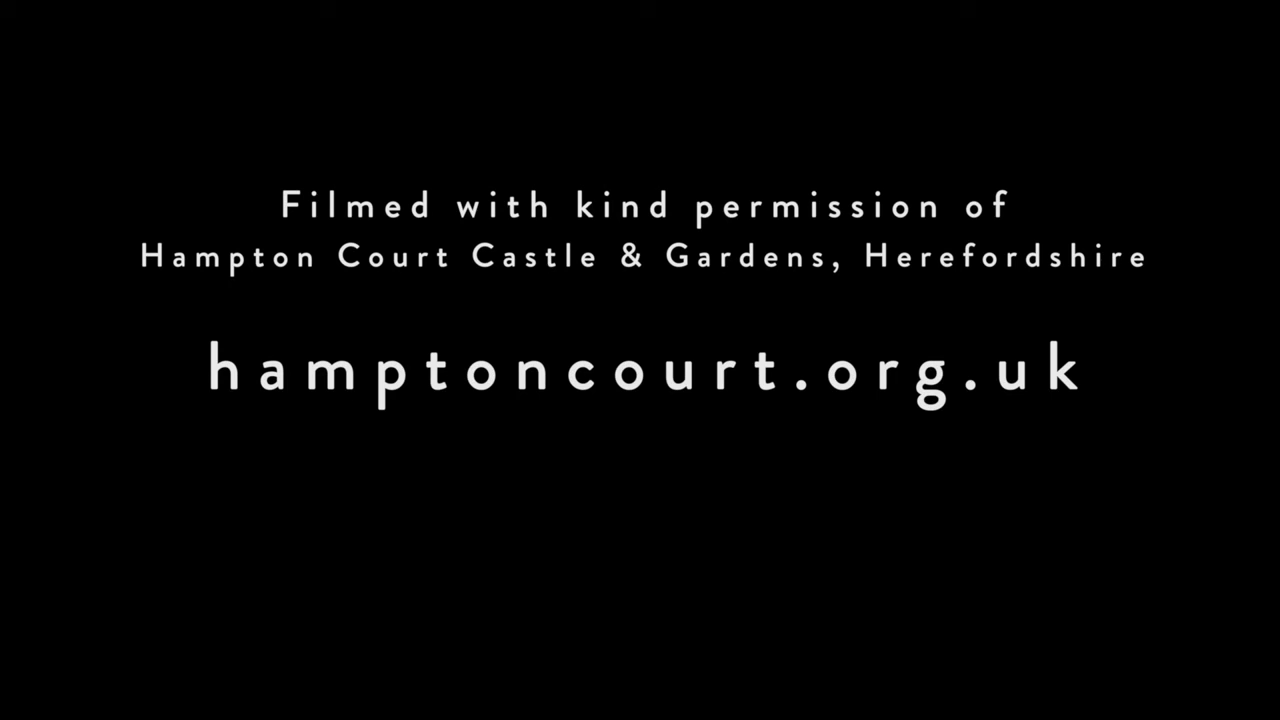 Filmed with kind permission of
Hampton Court Castle & Gardens, Herefordshire
hamptoncourt.org.uk